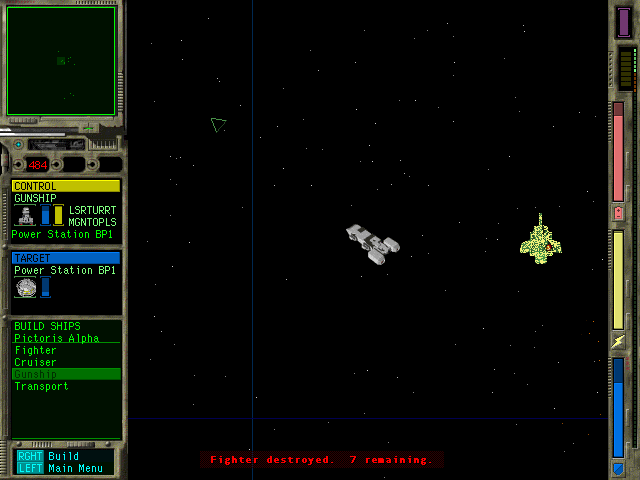 484
CONTROL
GUNSHIP
LSRTURRT
MGNTOPLS
Power Station BP1
TARGET
Power Station BP1
BUILD SHIPS
Pictoris Alpha
Fighter
Cruiser
Gunship
Transport
RGHT Build
LEFT Main Menu
Fighter destroyed. 7 remaining.